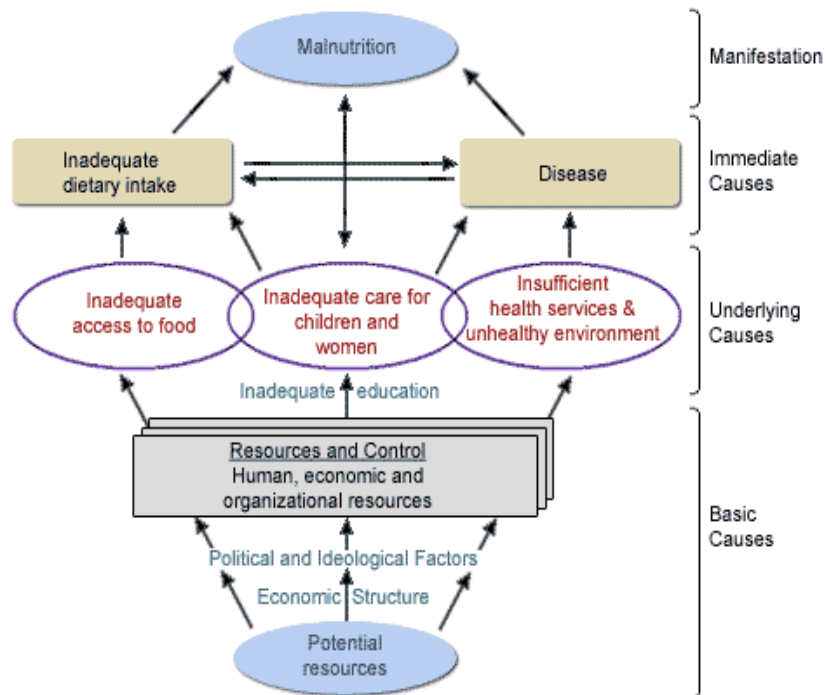 Malnutrition
Manifestation
Inadequate
dietary intake
Disease
Immediate
Causes
Inadequate
access to food
Inadequate care for
children and
women
Insufficient
health services &
unhealthy environment
Underlying
Causes
Inadequate education
Resources and Control
Human, economic and
organizational resources
Political and Ideological Factors
Economic Structure
Basic
Causes
Potential
resources